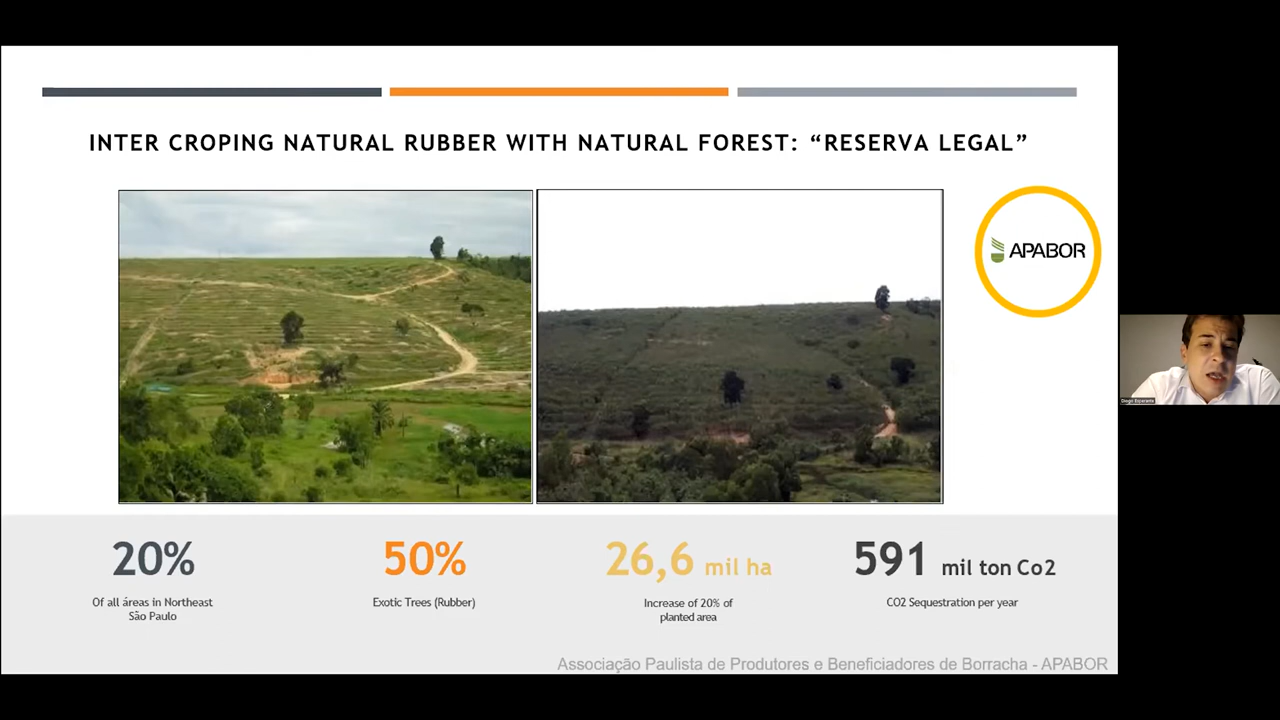 INTER CROPING NATURAL RUBBER WITH NATURAL FOREST: “RESERVA LEGAL”
APABOR
Diego Esperante
20%
Of all áreas in Northeast
São Paulo
50%
Exotic Trees (Rubber)
26,6 mil ha
Increase of 20% of
planted area
591 mil ton Co2
CO2 Sequestration per year
Associação Paulista de Produtores e Beneficiadores de Borracha - APABOR